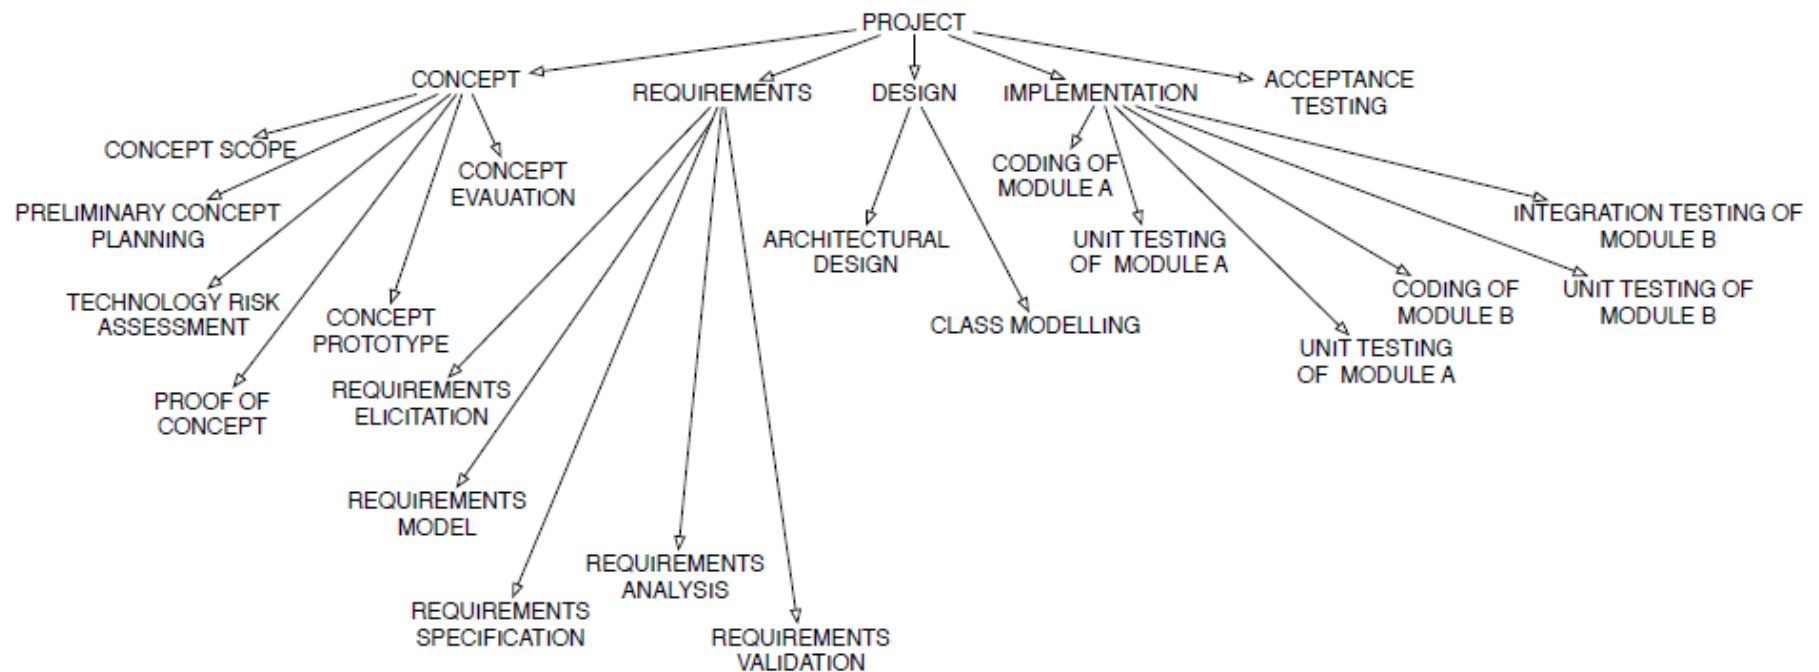 PROJECT
CONCEPT
REQUIREMENTS
DESIGN
IMPLEMENTATION
ACCEPTANCE
TESTING
CONCEPT SCOPE
PRELIMINARY CONCEPT
PLANNING
TECHNOLOGY RISK
ASSESSMENT
PROOF OF
CONCEPT
CONCEPT
PROTOTYPE
CONCEPT
EVAUATION
REQUIREMENTS
ELICITATION
REQUIREMENTS
MODEL
REQUIREMENTS
SPECIFICATION
REQUIREMENTS
ANALYSIS
REQUIREMENTS
VALIDATION
ARCHITECTURAL
DESIGN
CLASS MODELLING
CODING OF
MODULE A
UNIT TESTING
OF MODULE A
UNIT TESTING
OF MODULE A
CODING OF
MODULE B
UNIT TESTING OF
MODULE B
INTEGRATION TESTING OF
MODULE B